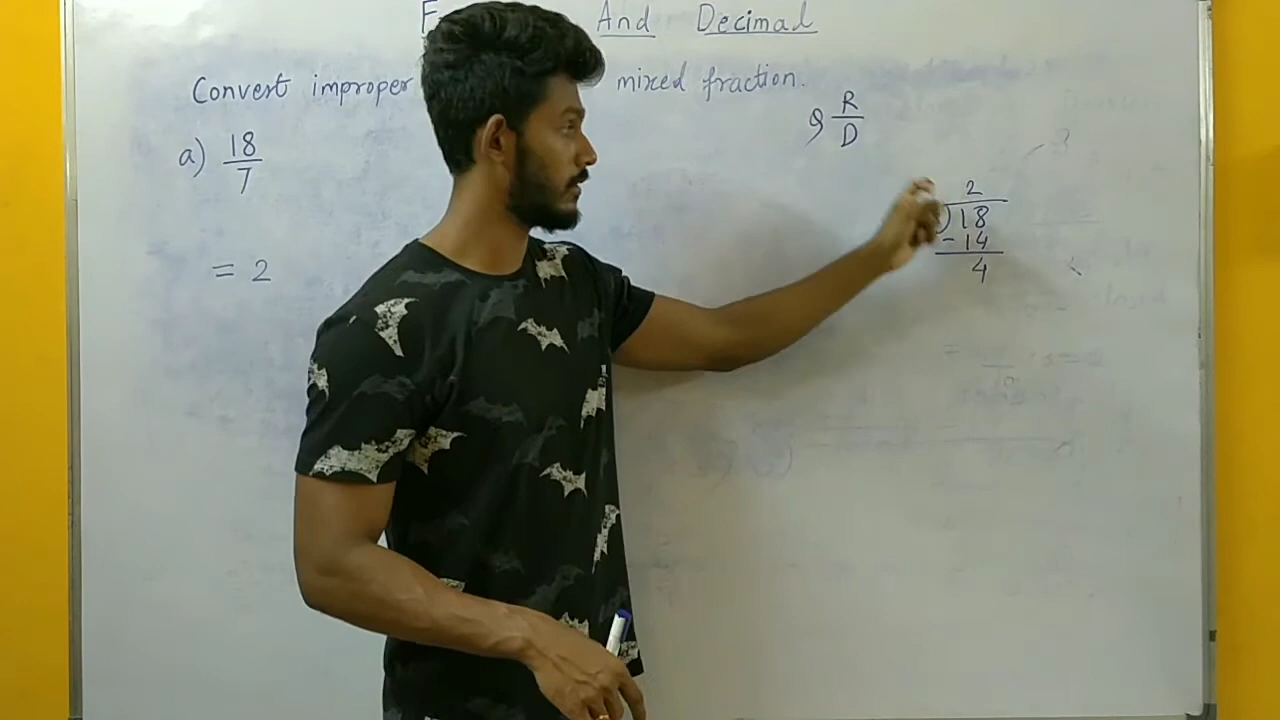 And Decimal
Convert improper mixed fraction.
Q R/D
a) 18/7
2
) 18
- 14
4
= 2